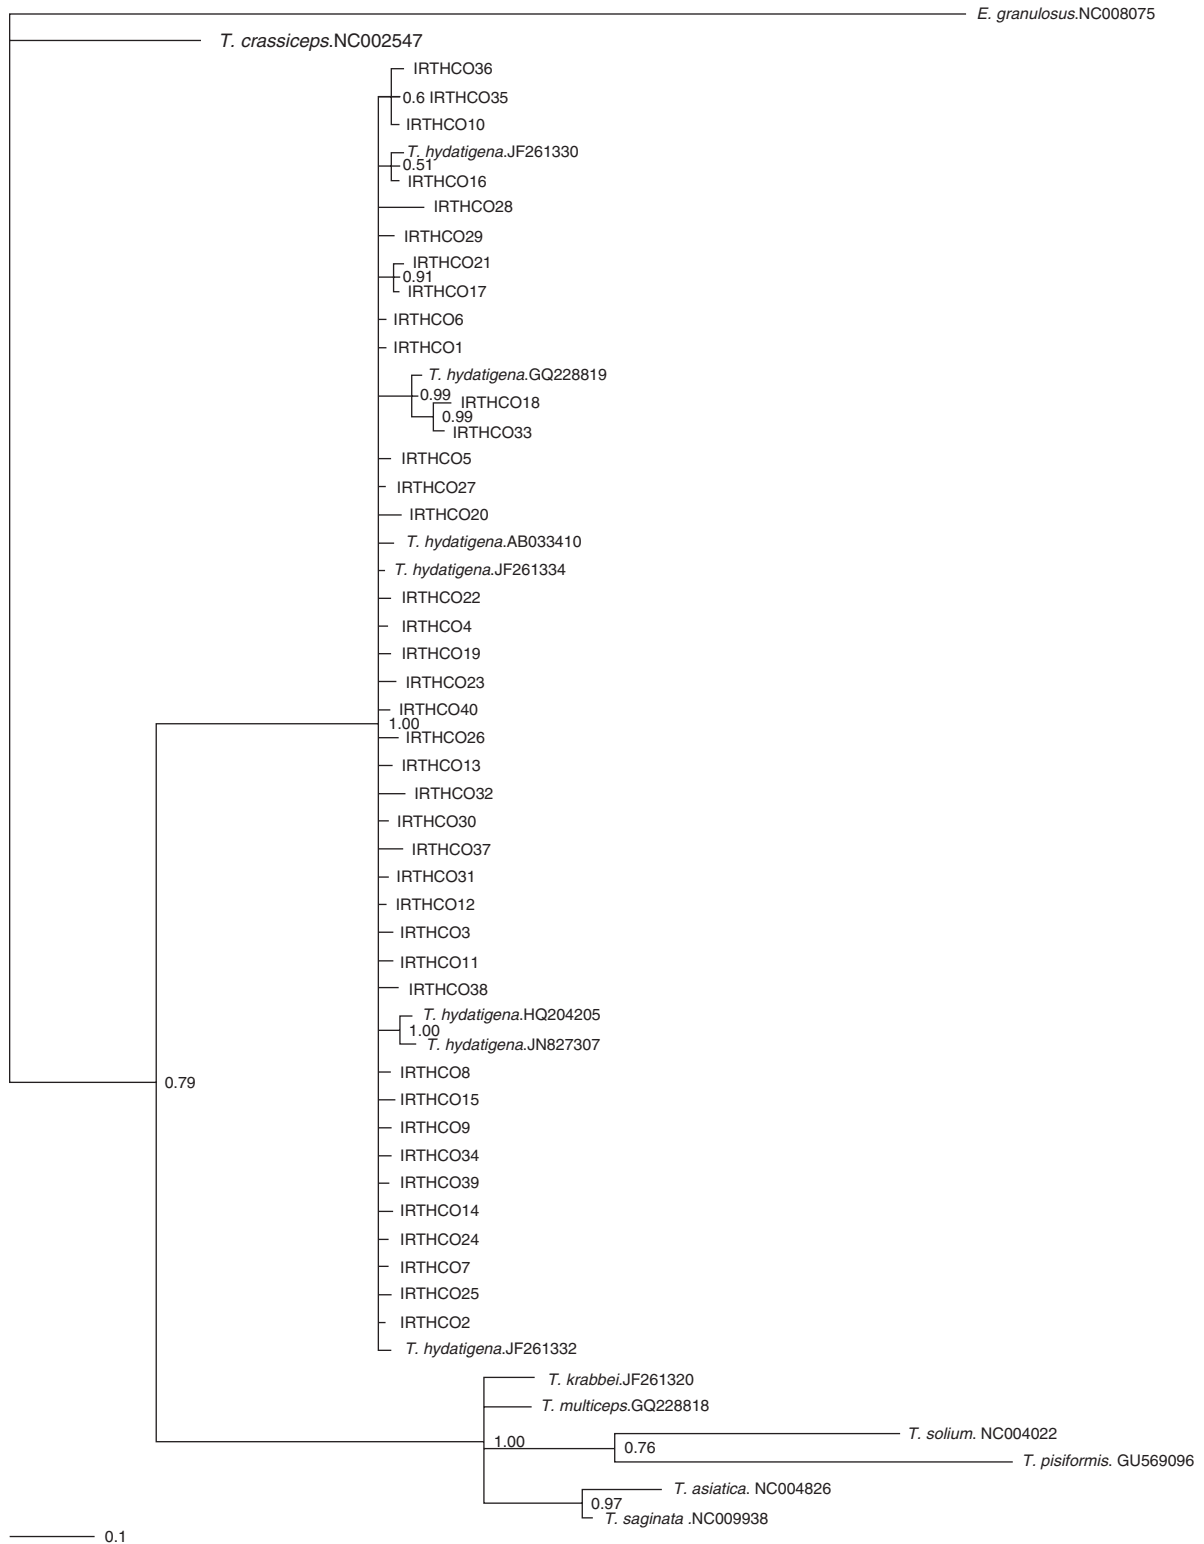 E. granulosus.NC008075
T. crassiceps.NC002547
IRTHCO36
0.6 IRTHCO35
IRTHCO10
T. hydatigena.JF261330
0.51
IRTHCO16
IRTHCO28
IRTHCO29
IRTHCO21
0.91
IRTHCO17
IRTHCO6
IRTHCO1
T. hydatigena.GQ228819
0.99
IRTHCO18
0.99
IRTHCO33
IRTHCO5
IRTHCO27
IRTHCO20
T. hydatigena.AB033410
T. hydatigena.JF261334
IRTHCO22
IRTHCO4
IRTHCO19
IRTHCO23
IRTHCO40
1.00
IRTHCO26
IRTHCO13
IRTHCO32
IRTHCO30
IRTHCO37
IRTHCO31
IRTHCO12
IRTHCO3
IRTHCO11
IRTHCO38
T. hydatigena.HQ204205
1.00
T. hydatigena.JN827307
IRTHCO8
0.79
IRTHCO15
IRTHCO9
IRTHCO34
IRTHCO39
IRTHCO14
IRTHCO24
IRTHCO7
IRTHCO25
IRTHCO2
T. hydatigena.JF261332
T. krabbei.JF261320
T. multiceps.GQ228818
T. solium. NC004022
1.00
0.76
T. pisiformis. GU569096
T. asiatica. NC004826
0.97
T. saginata .NC009938
0.1